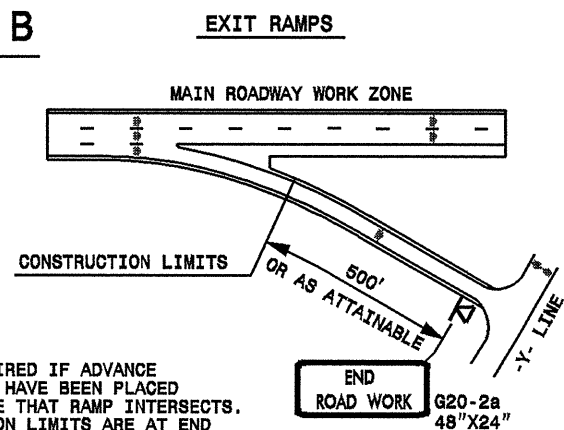 B
EXIT RAMPS
MAIN ROADWAY WORK ZONE
CONSTRUCTION LIMITS
500'
OR AS ATTAINABLE
-Y- LINE
END
ROAD WORK
G20-2a
48"X24"
IRED IF ADVANCE
HAVE BEEN PLACED
E THAT RAMP INTERSECTS.
ON LIMITS ARE AT END